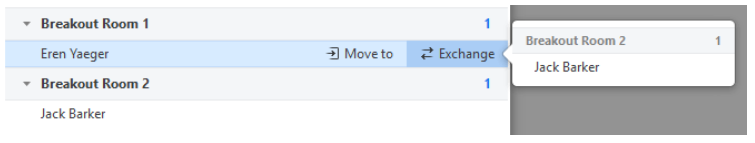 Breakout Room 1 1
Eren Yaeger Move to Exchange
Breakout Room 2 1
Jack Barker
Breakout Room 2 1
Jack Barker